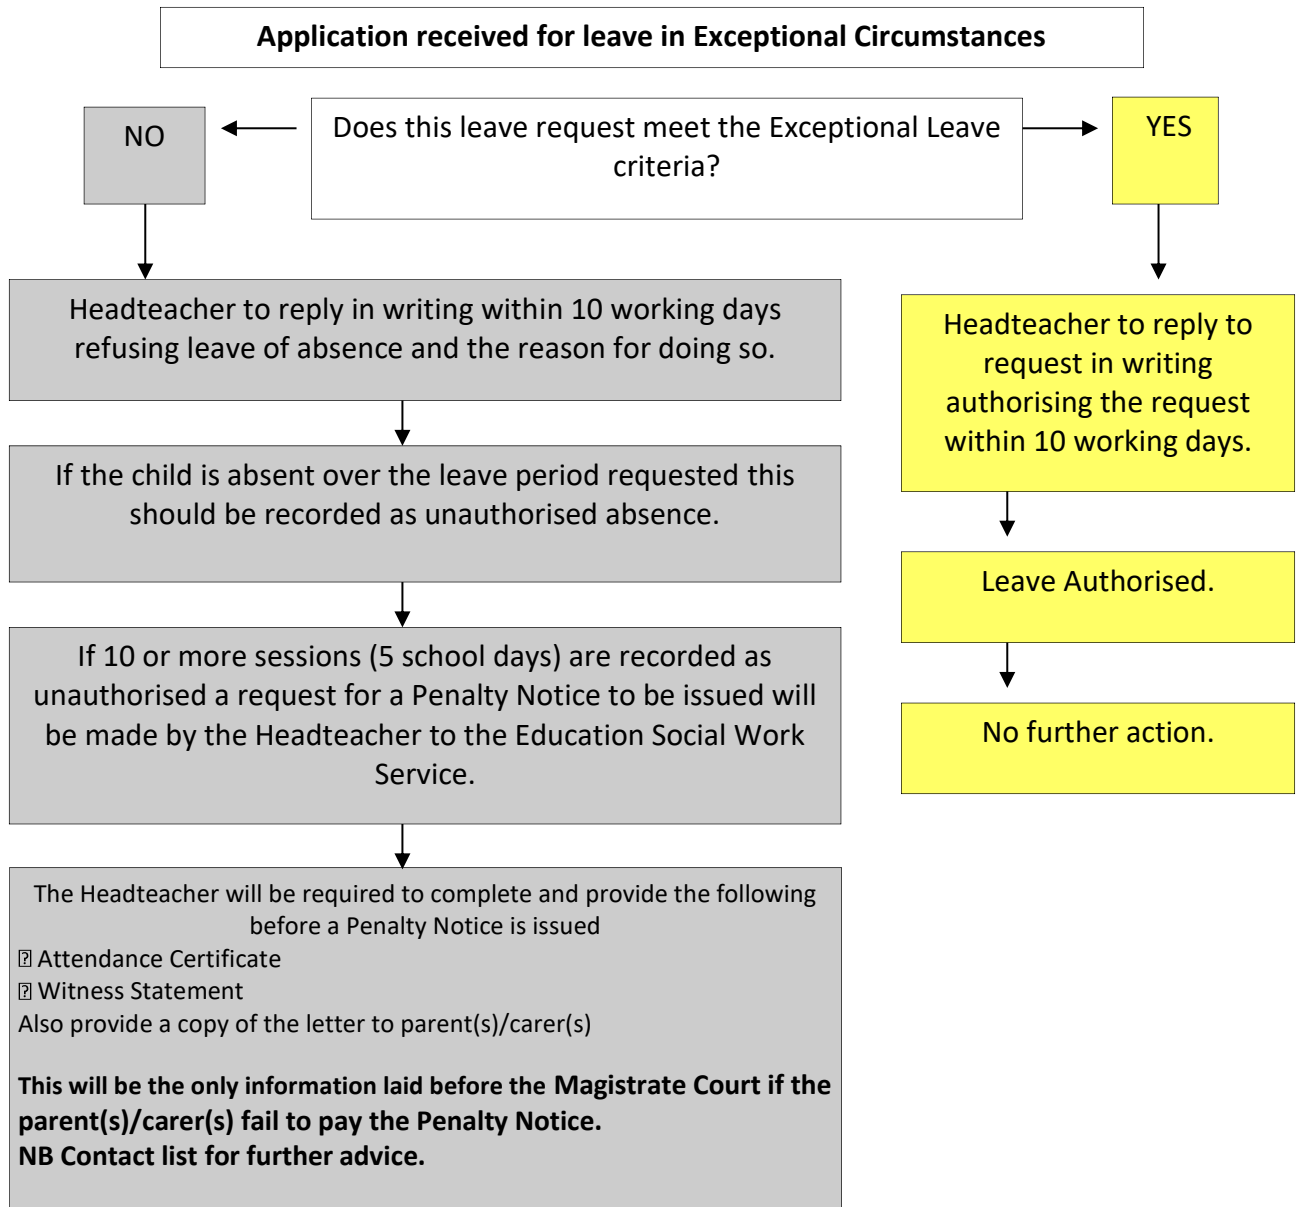 Application received for leave in Exceptional Circumstances
NO
Does this leave request meet the Exceptional Leave
criteria?
YES
Headteacher to reply in writing within 10 working days
refusing leave of absence and the reason for doing so.
If the child is absent over the leave period requested this
should be recorded as unauthorised absence.
If 10 or more sessions (5 school days) are recorded as
unauthorised a request for a Penalty Notice to be issued will
be made by the Headteacher to the Education Social Work
Service.
The Headteacher will be required to complete and provide the following
before a Penalty Notice is issued
⍰ Attendance Certificate
⍰ Witness Statement
Also provide a copy of the letter to parent(s)/carer(s)
This will be the only information laid before the Magistrate Court if the
parent(s)/carer(s) fail to pay the Penalty Notice.
NB Contact list for further advice.
Headteacher to reply to
request in writing
authorising the request
within 10 working days.
Leave Authorised.
No further action.